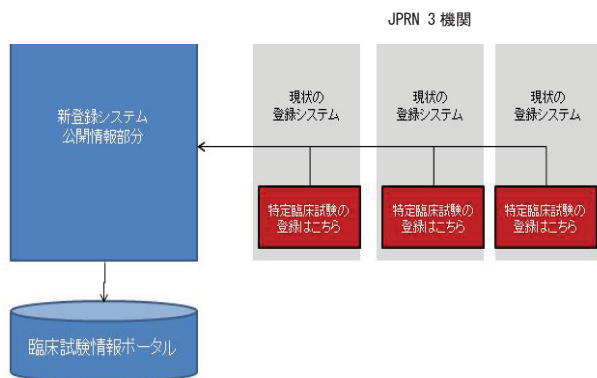 JPRN 3 機関
新登録システム
公開情報部分
現状の
登録システム
現状の
登録システム
現状の
登録システム
特定臨床試験の
登録はこちら
特定臨床試験の
登録はこちら
特定臨床試験の
登録はこちら
臨床試験情報ポータル